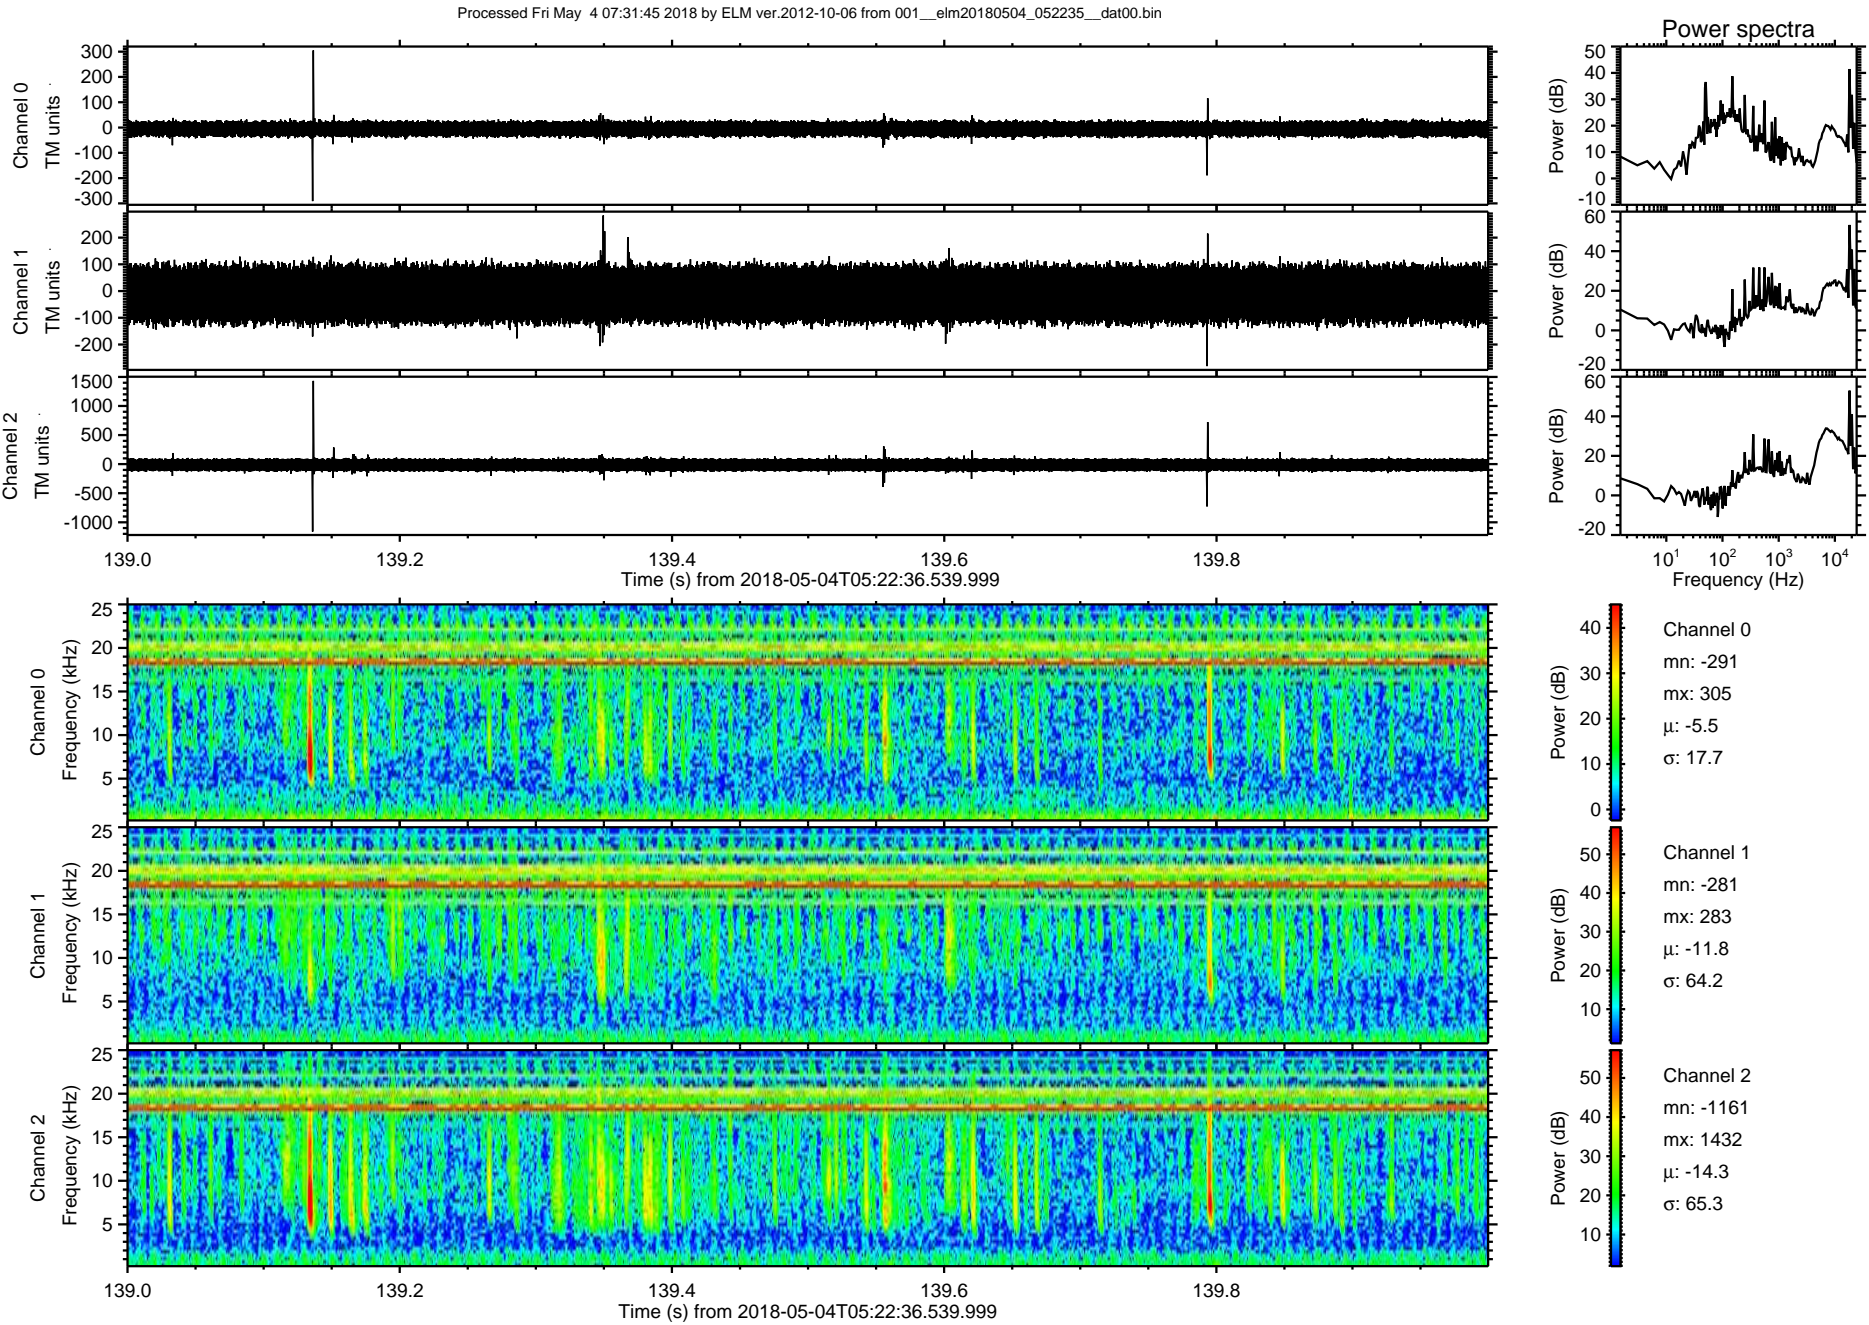 Processed Fri May  4 07:31:45 2018 by ELM ver.2012-10-06 from 001__elm20180504_052235__dat00.bin
Power spectra
Channel 0
TM units
300
200
100
0
-100
-200
-300
Power (dB)
50
40
30
20
10
0
-10
Channel 1
TM units
200
100
0
-100
-200
Power (dB)
60
40
20
0
-20
Channel 2
TM units
1500
1000
500
0
-500
-1000
Power (dB)
60
40
20
0
-20
139.0 139.2 139.4 139.6 139.8
Time (s) from 2018-05-04T05:22:36.539.999
10¹ 10² 10³ 10⁴
Frequency (Hz)
Channel 0
Frequency (kHz)
25
20
15
10
5
Power (dB)
40
30
20
10
0
Channel 0
mn: -291
mx: 305
μ: -5.5
σ: 17.7
Channel 1
Frequency (kHz)
25
20
15
10
5
Power (dB)
50
40
30
20
10
Channel 1
mn: -281
mx: 283
μ: -11.8
σ: 64.2
Channel 2
Frequency (kHz)
25
20
15
10
5
Power (dB)
50
40
30
20
10
Channel 2
mn: -1161
mx: 1432
μ: -14.3
σ: 65.3
139.0 139.2 139.4 139.6 139.8
Time (s) from 2018-05-04T05:22:36.539.999